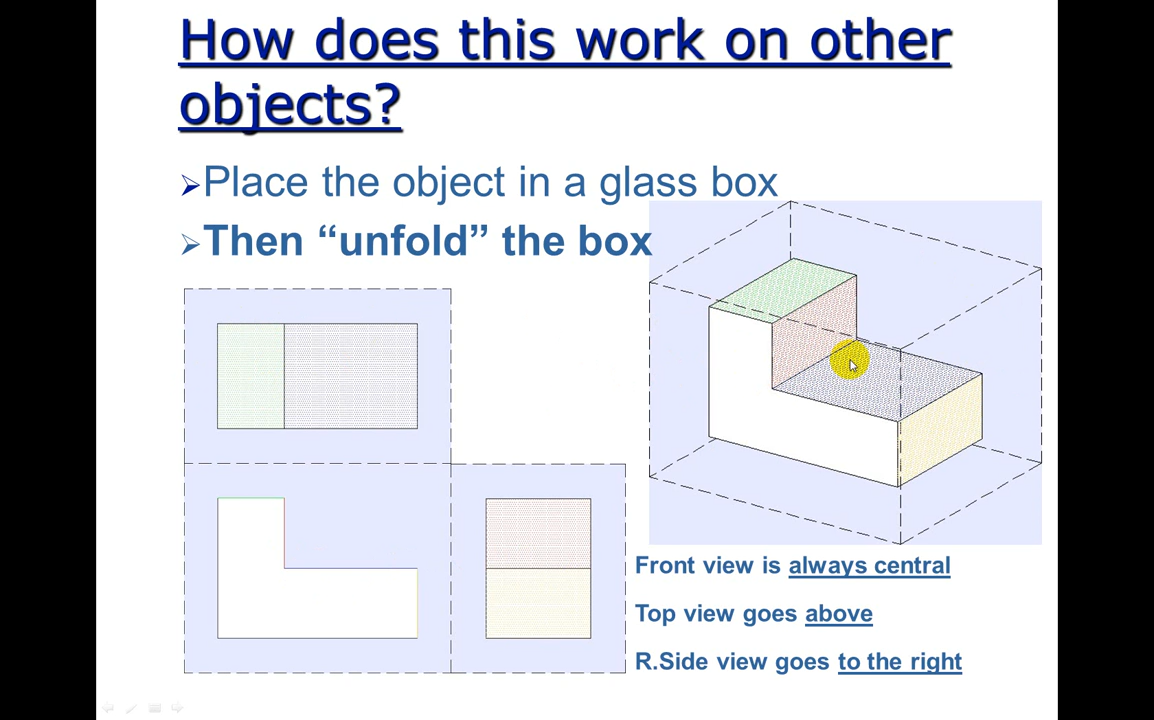 How does this work on other
objects?
➢Place the object in a glass box
➢Then “unfold” the box
Front view is always central
Top view goes above
R.Side view goes to the right